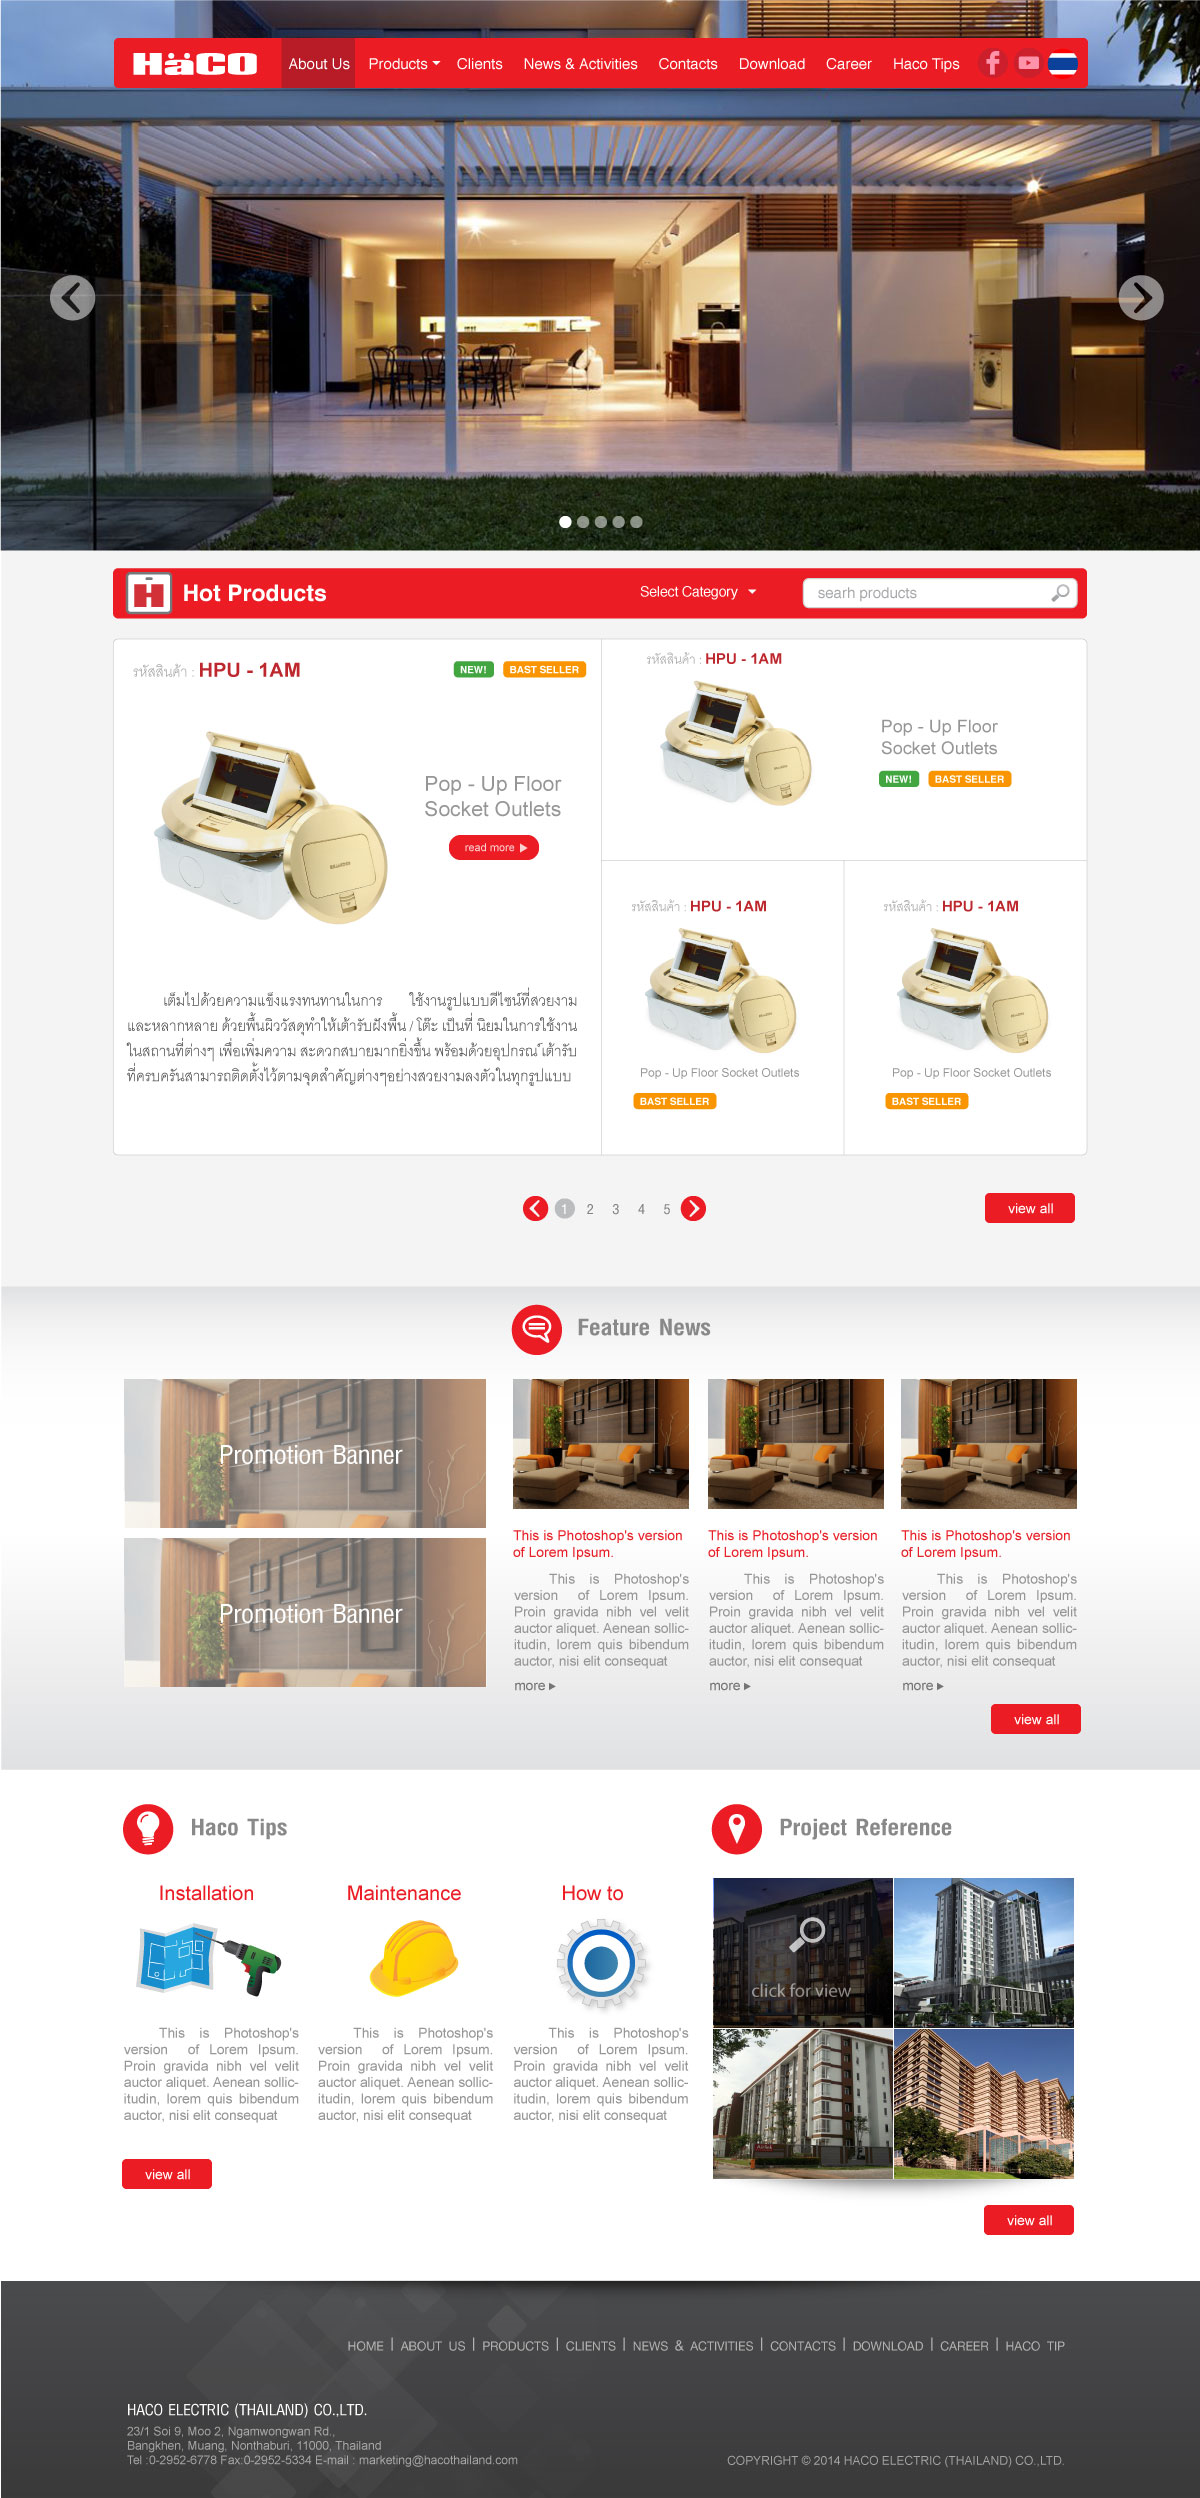 HäCO
About Us Products Clients News & Activities Contacts Download Career Haco Tips
Hot Products
Select Category
searh products
รหัสสินค้า : HPU - 1AM
NEW! BAST SELLER
Pop - Up Floor
Socket Outlets
read more
เต็มไปด้วยความแข็งแรงทนทานในการ ใช้งานรูปแบบดีไซน์ที่สวยงาม
และหลากหลาย ด้วยพื้นผิววัสดุทำให้เต้ารับฝังพื้น / โต๊ะ เป็นที่ นิยมในการใช้งาน
ในสถานที่ต่างๆ เพื่อเพิ่มความ สะดวกสบายมากยิ่งขึ้น พร้อมด้วยอุปกรณ์ เต้ารับ
ที่ครบครันสามารถติดตั้งไว้ตามจุดสำคัญต่างๆอย่างสวยงามลงตัวในทุกรูปแบบ
รหัสสินค้า : HPU - 1AM
Pop - Up Floor
Socket Outlets
NEW! BAST SELLER
รหัสสินค้า : HPU - 1AM
Pop - Up Floor Socket Outlets
BAST SELLER
รหัสสินค้า : HPU - 1AM
Pop - Up Floor Socket Outlets
BAST SELLER
1 2 3 4 5
view all
Feature News
Promotion Banner
Promotion Banner
This is Photoshop's version
of Lorem Ipsum.
This is Photoshop's
version of Lorem Ipsum.
Proin gravida nibh vel velit
auctor aliquet. Aenean sollic-
itudin, lorem quis bibendum
auctor, nisi elit consequat
more
This is Photoshop's version
of Lorem Ipsum.
This is Photoshop's
version of Lorem Ipsum.
Proin gravida nibh vel velit
auctor aliquet. Aenean sollic-
itudin, lorem quis bibendum
auctor, nisi elit consequat
more
This is Photoshop's version
of Lorem Ipsum.
This is Photoshop's
version of Lorem Ipsum.
Proin gravida nibh vel velit
auctor aliquet. Aenean sollic-
itudin, lorem quis bibendum
auctor, nisi elit consequat
more
view all
Haco Tips
Installation
This is Photoshop's
version of Lorem Ipsum.
Proin gravida nibh vel velit
auctor aliquet. Aenean sollic-
itudin, lorem quis bibendum
auctor, nisi elit consequat
Maintenance
This is Photoshop's
version of Lorem Ipsum.
Proin gravida nibh vel velit
auctor aliquet. Aenean sollic-
itudin, lorem quis bibendum
auctor, nisi elit consequat
How to
This is Photoshop's
version of Lorem Ipsum.
Proin gravida nibh vel velit
auctor aliquet. Aenean sollic-
itudin, lorem quis bibendum
auctor, nisi elit consequat
view all
Project Reference
click for view
view all
HOME | ABOUT US | PRODUCTS | CLIENTS | NEWS & ACTIVITIES | CONTACTS | DOWNLOAD | CAREER | HACO TIP
HACO ELECTRIC (THAILAND) CO.,LTD.
23/1 Soi 9, Moo 2, Ngamwongwan Rd.,
Bangkhen, Muang, Nonthaburi, 11000, Thailand
Tel :0-2952-6778 Fax:0-2952-5334 E-mail : marketing@hacothailand.com
COPYRIGHT © 2014 HACO ELECTRIC (THAILAND) CO.,LTD.